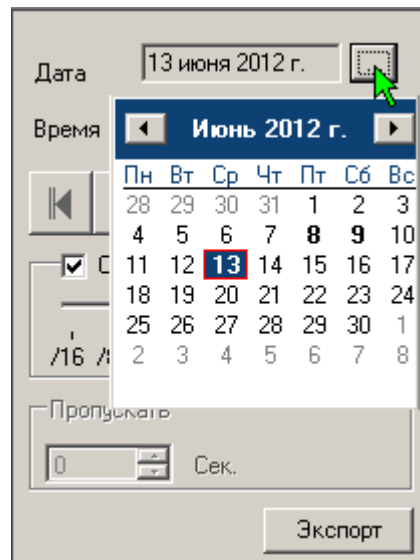 Дата 13 июня 2012 г. ...
Время
Июнь 2012 г.
Пн Вт Ср Чт Пт Сб Вс
28 29 30 31 1 2 3
4 5 6 7 8 9 10
11 12 13 14 15 16 17
18 19 20 21 22 23 24
25 26 27 28 29 30 1
2 3 4 5 6 7 8
С
/16
Пропускать
0 Сек.
Экспорт